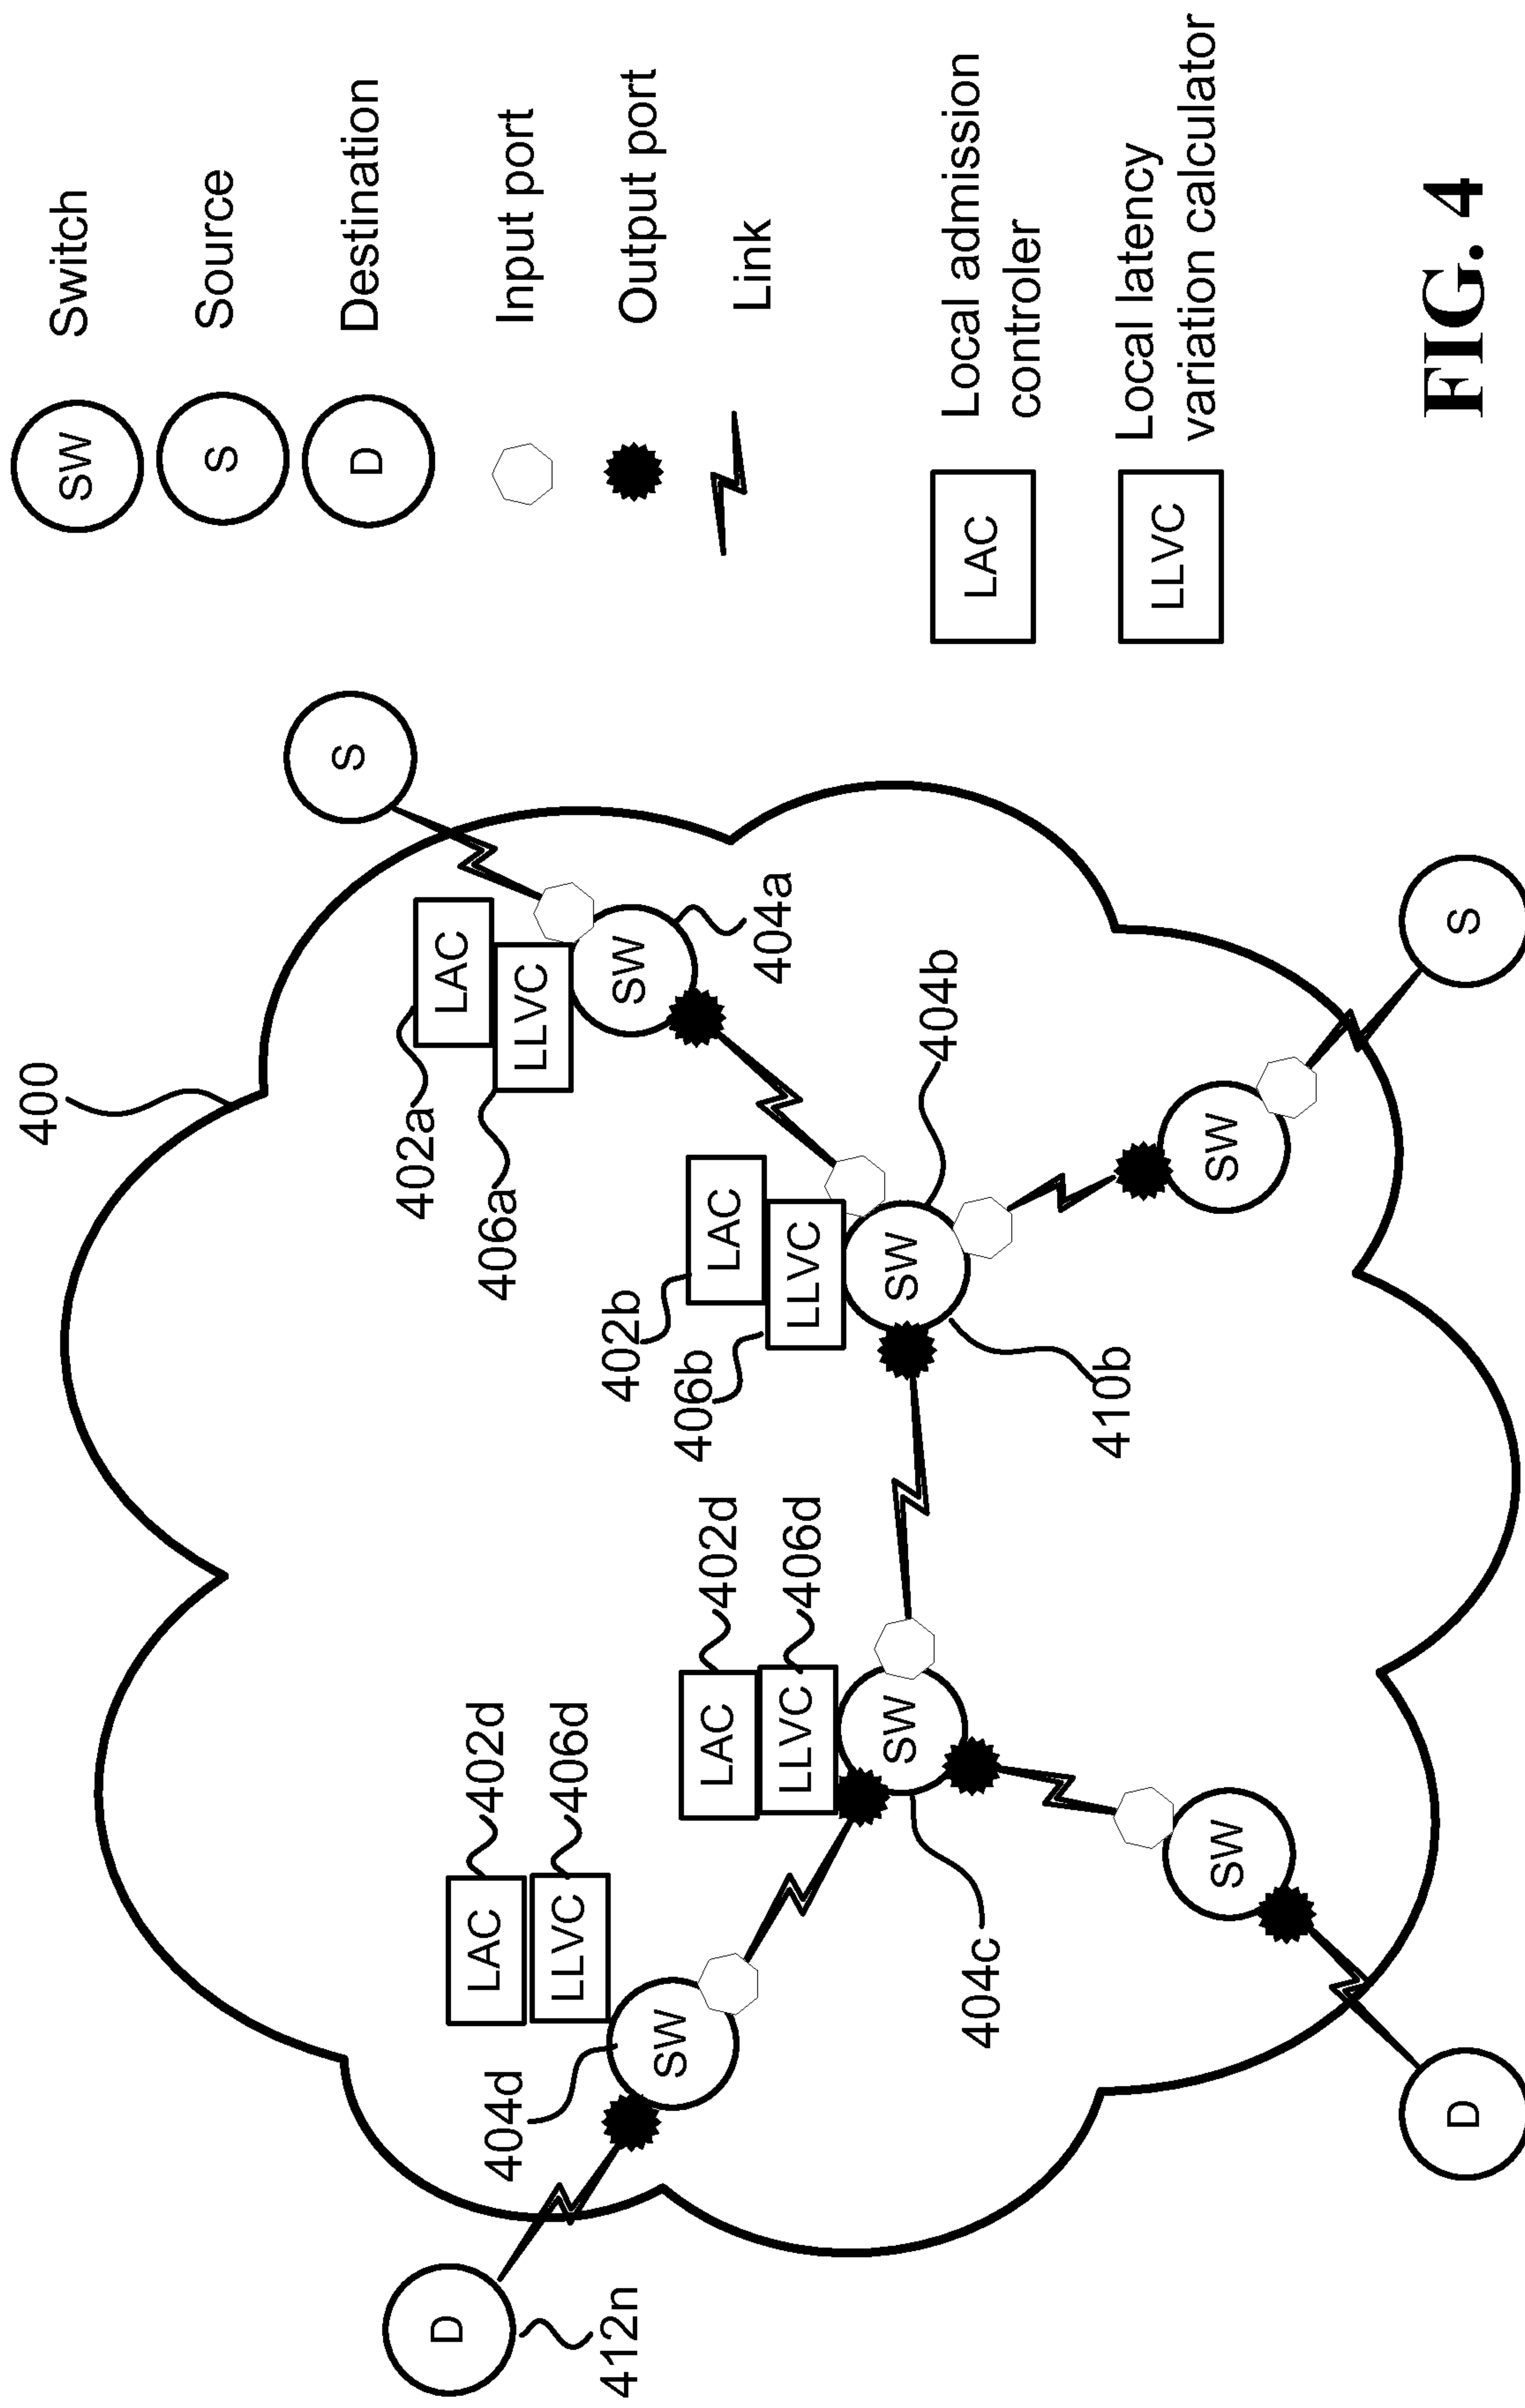 400
S
D
402a
LAC
LAC
402d
406a
LLVC
404d
LLVC
406d
412n
SW
402b
SW
406b
LAC
402d
LAC
404a
LLVC
406d
LLVC
SW
SW
404b
404c
410b
SW
SW
D
S
SW Switch
S Source
D Destination
Input port
Output port
Link
LAC
Local admission
controler
LLVC
Local latency
variation calculator
FIG. 4